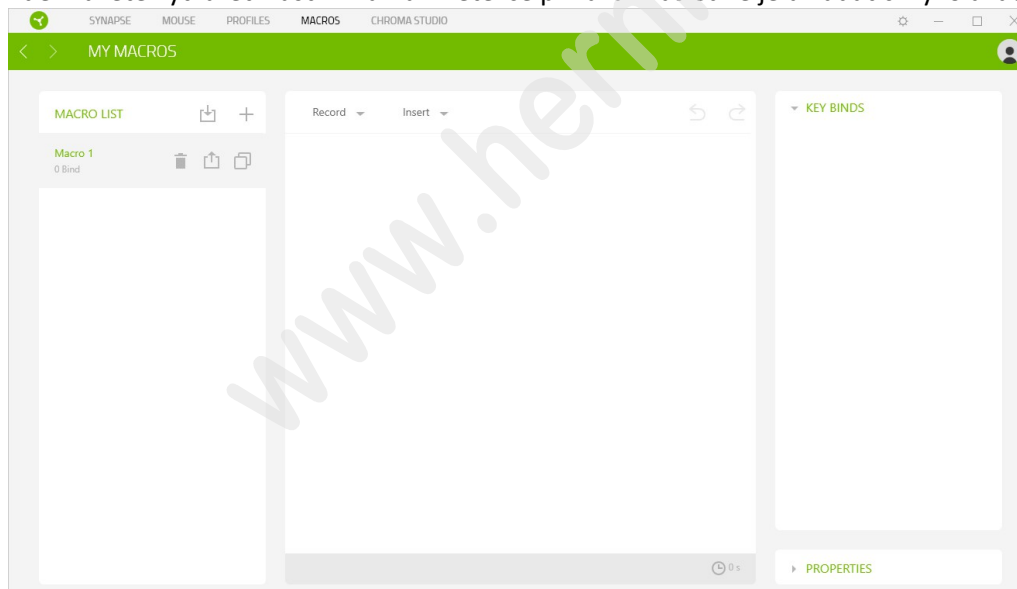 SYNAPSE MOUSE PROFILES MACROS CHROMA STUDIO
MY MACROS
MACRO LIST
Record Insert
KEY BINDS
Macro 1
0 Bind
www.hern
0 s
PROPERTIES